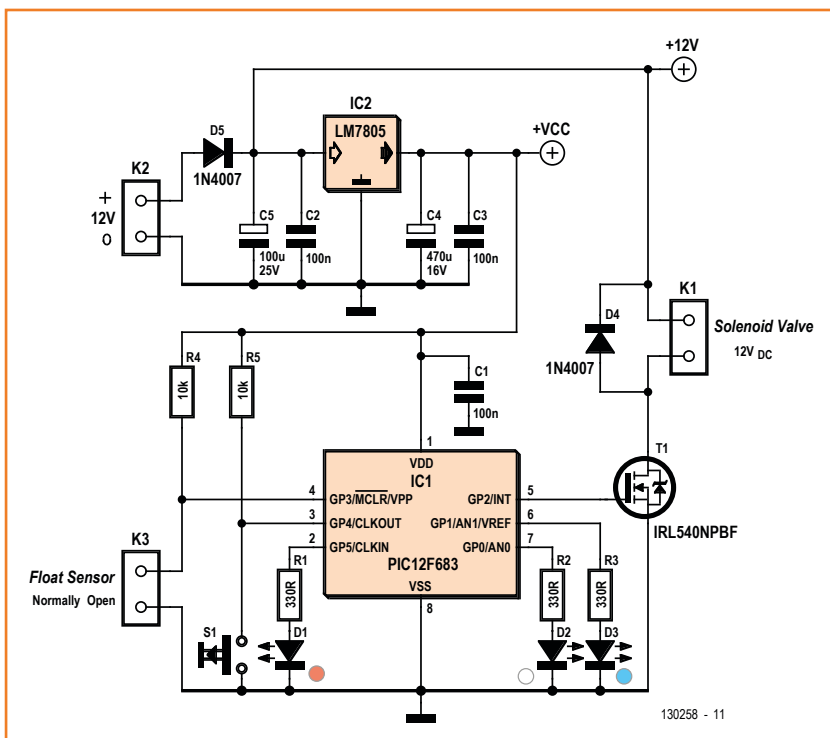 +12V
IC2
D5
LM7805
+VCC
K2
1N4007
+
12V
0
C5
C2
C4
C3
100u
25V
100n
470u
16V
100n
K1
D4
Solenoid Valve
12V DC
1N4007
R4
R5
10k
10k
C1
100n
1
T1
VDD
IC1
4
GP3/MCLR/VPP
GP2/INT
5
3
GP4/CLKOUT
GP1/AN1/VREF
6
2
GP5/CLKIN
GP0/AN0
7
IRL540NPBF
K3
PIC12F683
R1
R2
R3
Float Sensor
Normally Open
VSS
330R
330R
330R
8
S1
D1
D2
D3
130258 - 11